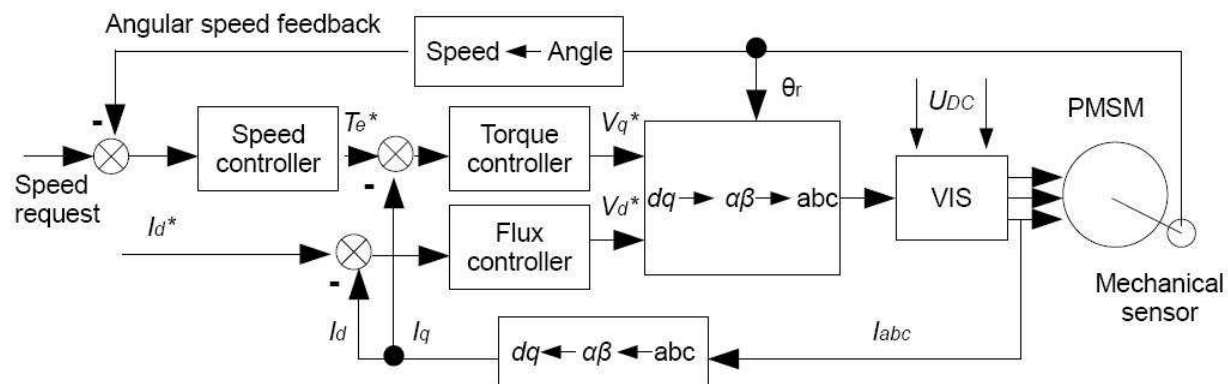 Angular speed feedback
Speed Angle
θr
UDC
PMSM
-
Speed
controller
Te*
Torque
controller
Vq*
Speed
request
-
dq αβ abc
VIS
Id*
Flux
controller
Vd*
-
Mechanical
sensor
Id
Iq
dq αβ abc
Iabc